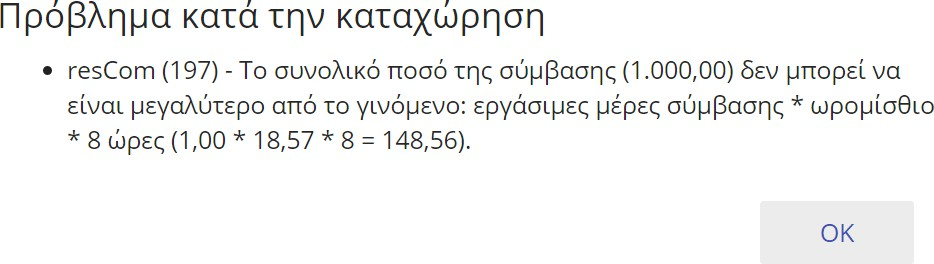 Πρόβλημα κατά την καταχώρηση
• resCom (197) - Το συνολικό ποσό της σύμβασης (1.000,00) δεν μπορεί να
είναι μεγαλύτερο από το γινόμενο: εργάσιμες μέρες σύμβασης * ωρομίσθιο
* 8 ώρες (1,00 * 18,57 * 8 = 148,56).
OK